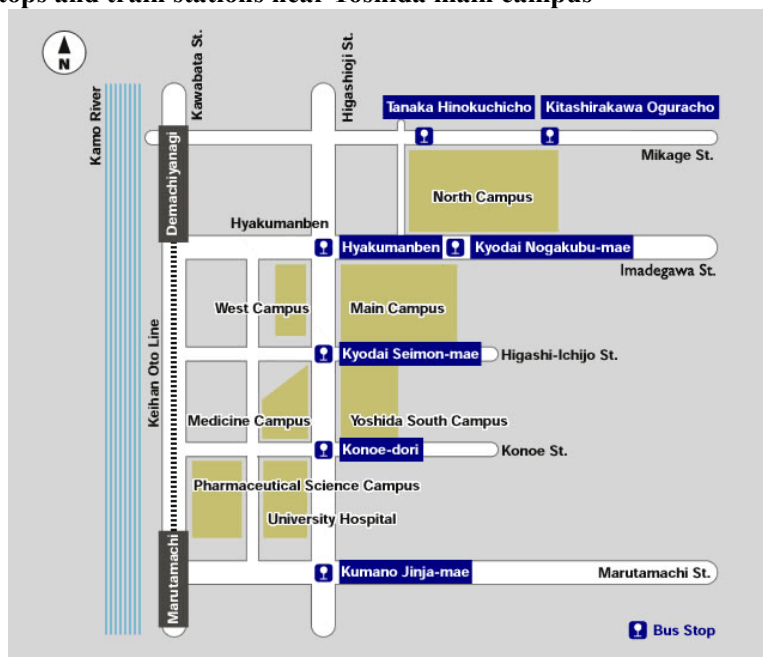 tops and train stations near Yoshida main campus
N
Kamo River
Kawabata St.
Higashioji St.
Tanaka Hinokuchicho
Kitashirakawa Oguracho
Mikage St.
Demachiyanagi
North Campus
Hyakumanben
Hyakumanben
Kyodai Nogakubu-mae
Imadegawa St.
West Campus
Main Campus
Keihan Oto Line
Kyodai Seimon-mae
Higashi-Ichijo St.
Medicine Campus
Yoshida South Campus
Konoe-dori
Konoe St.
Pharmaceutical Science Campus
University Hospital
Marutamachi
Kumano Jinja-mae
Marutamachi St.
Bus Stop